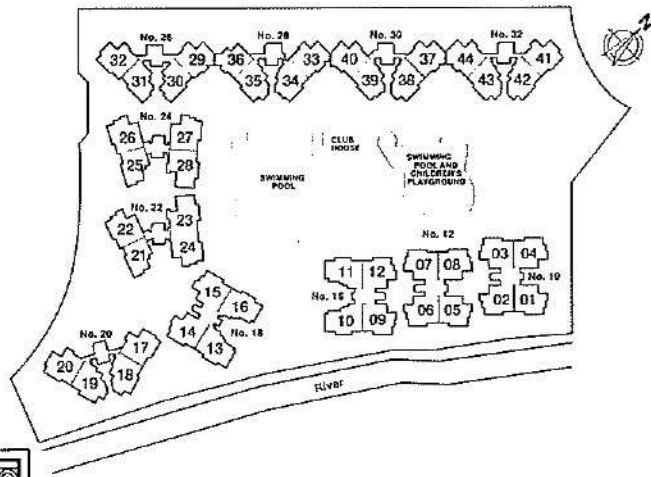 No. 26
No. 28
No. 30
No. 32
N
32
29
36
33
40
37
44
41
31
30
35
34
39
38
43
42
No. 24
26
27
25
28
CLUB
HOUSE
SWIMMING
POOL
SWIMMING
POOL AND
CHILDREN'S
PLAYGROUND
No. 22
22
23
21
24
No. 12
11
12
07
08
03
04
No. 16
No. 10
10
09
06
05
02
01
15
16
14
13
No. 18
No. 20
17
20
19
18
River